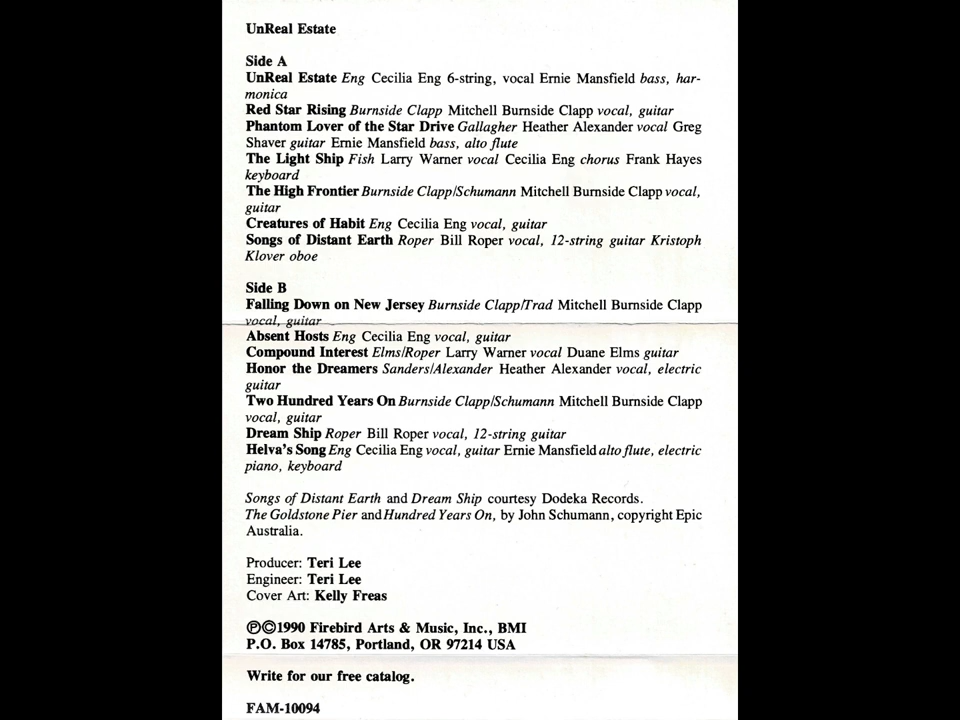 UnReal Estate
Side A
UnReal Estate Eng Cecilia Eng 6-string, vocal Ernie Mansfield bass, har-
monica
Red Star Rising Burnside Clapp Mitchell Burnside Clapp vocal, guitar
Phantom Lover of the Star Drive Gallagher Heather Alexander vocal Greg
Shaver guitar Ernie Mansfield bass, alto flute
The Light Ship Fish Larry Warner vocal Cecilia Eng chorus Frank Hayes
keyboard
The High Frontier Burnside Clapp/Schumann Mitchell Burnside Clapp vocal,
guitar
Creatures of Habit Eng Cecilia Eng vocal, guitar
Songs of Distant Earth Roper Bill Roper vocal, 12-string guitar Kristoph
Klover oboe
Side B
Falling Down on New Jersey Burnside Clapp/Trad Mitchell Burnside Clapp
vocal, guitar
Absent Hosts Eng Cecilia Eng vocal, guitar
Compound Interest Elms/Roper Larry Warner vocal Duane Elms guitar
Honor the Dreamers Sanders/Alexander Heather Alexander vocal, electric
guitar
Two Hundred Years On Burnside Clapp/Schumann Mitchell Burnside Clapp
vocal, guitar
Dream Ship Roper Bill Roper vocal, 12-string guitar
Helva's Song Eng Cecilia Eng vocal, guitar Ernie Mansfield alto flute, electric
piano, keyboard
Songs of Distant Earth and Dream Ship courtesy Dodeka Records.
The Goldstone Pier and Hundred Years On, by John Schumann, copyright Epic
Australia.
Producer: Teri Lee
Engineer: Teri Lee
Cover Art: Kelly Freas
℗©1990 Firebird Arts & Music, Inc., BMI
P.O. Box 14785, Portland, OR 97214 USA
Write for our free catalog.
FAM-10094